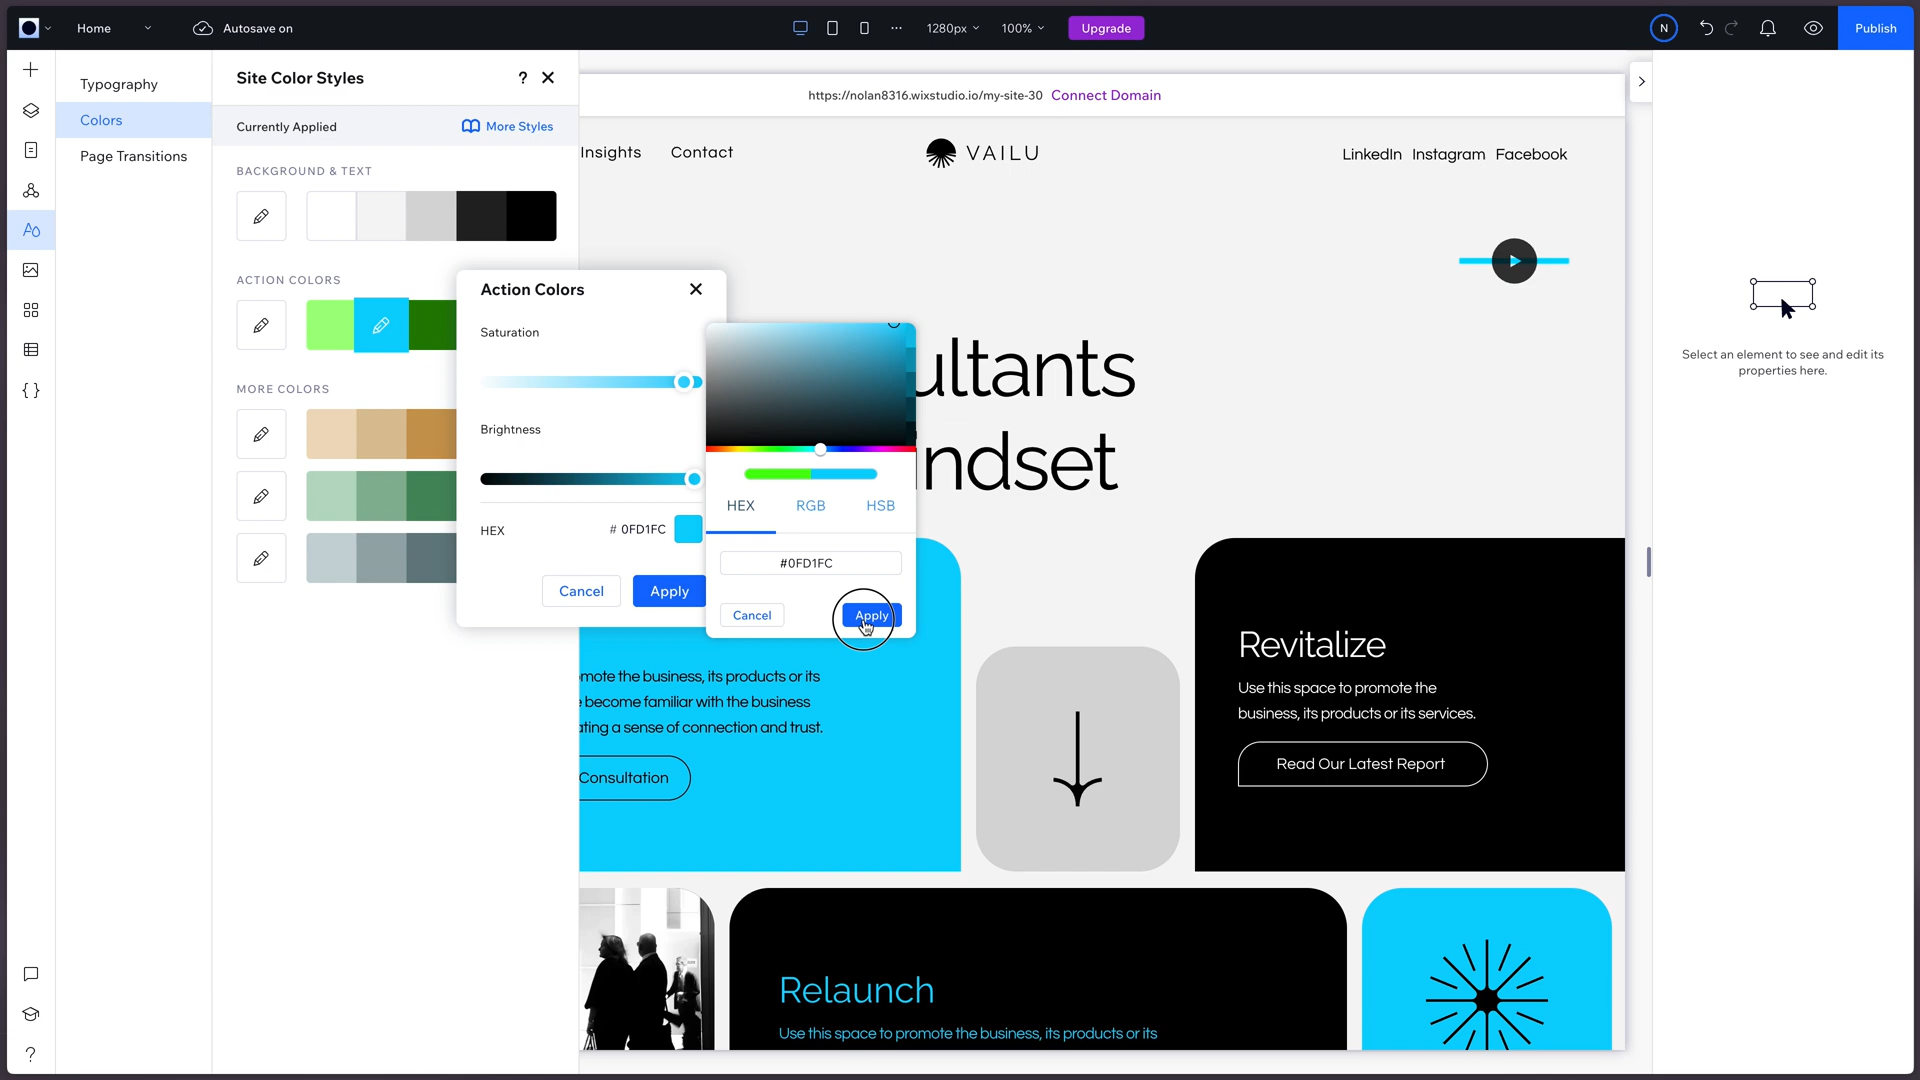 Home
Autosave on
1280px
100%
Upgrade
N
Publish
Typography
Colors
Page Transitions
Site Color Styles
?
Currently Applied
More Styles
BACKGROUND & TEXT
ACTION COLORS
MORE COLORS
Action Colors
Saturation
Brightness
HEX
# 0FD1FC
Cancel
Apply
HEX
RGB
HSB
#0FD1FC
Cancel
Apply
https://nolan8316.wixstudio.io/my-site-30
Connect Domain
Insights
Contact
VAILU
LinkedIn
Instagram
Facebook
ultants
ndset
mote the business, its products or its
become familiar with the business
ating a sense of connection and trust.
Consultation
Revitalize
Use this space to promote the
business, its products or its services.
Read Our Latest Report
Relaunch
Use this space to promote the business, its products or its
Select an element to see and edit its
properties here.
?